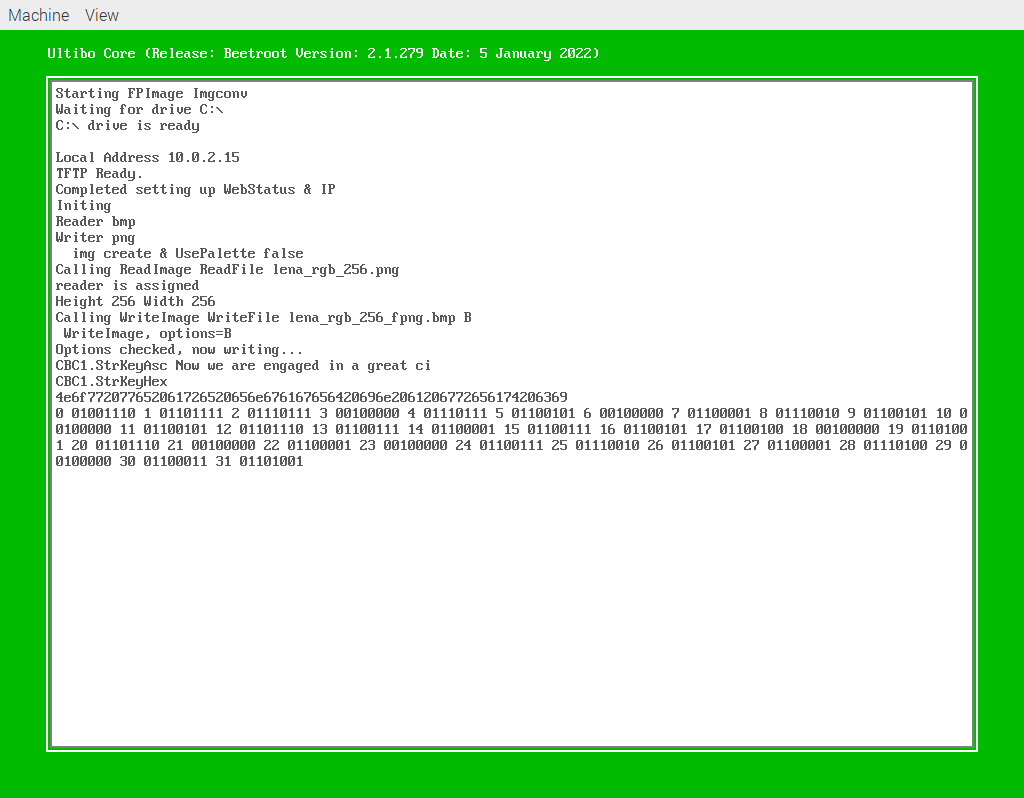 Machine View
Ultibo Core (Release: Beetroot Version: 2.1.279 Date: 5 January 2022)
Starting FPImage Imgconv
Waiting for drive C:\
C:\ drive is ready
Local Address 10.0.2.15
TFTP Ready.
Completed setting up WebStatus & IP
Initing
Reader bmp
Writer png
img create & UsePalette false
Calling ReadImage ReadFile lena_rgb_256.png
reader is assigned
Height 256 Width 256
Calling WriteImage WriteFile lena_rgb_256_fpng.bmp B
WriteImage, options=B
Options checked, now writing...
CBC1.StrKeyAsc Now we are engaged in a great ci
CBC1.StrKeyHex
4e6f772077652061726520656e676167656420696e2061206772656174206369
0 01001110 1 01101111 2 01110111 3 00100000 4 01110111 5 01100101 6 00100000 7 01100001 8 01110010 9 01100101 10 0
0100000 11 01100101 12 01101110 13 01100111 14 01100001 15 01100111 16 01100101 17 01100100 18 00100000 19 0110100
1 20 01101110 21 00100000 22 01100001 23 00100000 24 01100111 25 01110010 26 01100101 27 01100001 28 01110100 29 0
0100000 30 01100011 31 01101001